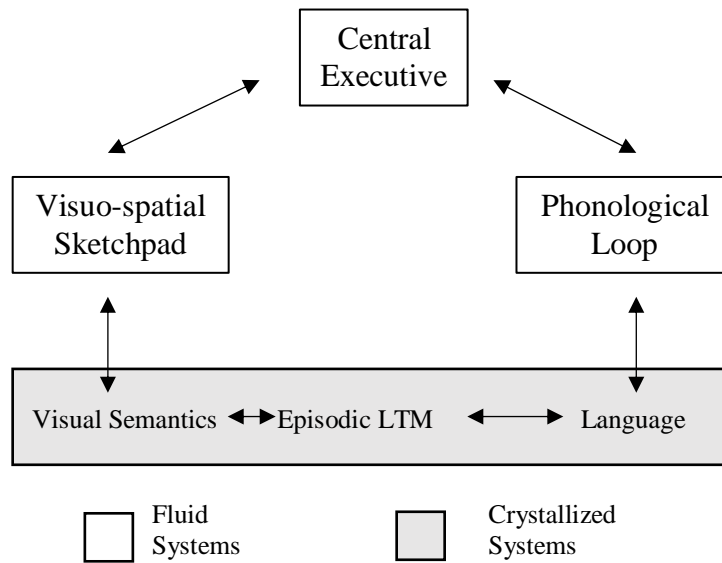 Central
Executive
Visuo-spatial
Sketchpad
Phonological
Loop
Visual Semantics Episodic LTM Language
Fluid
Systems
Crystallized
Systems